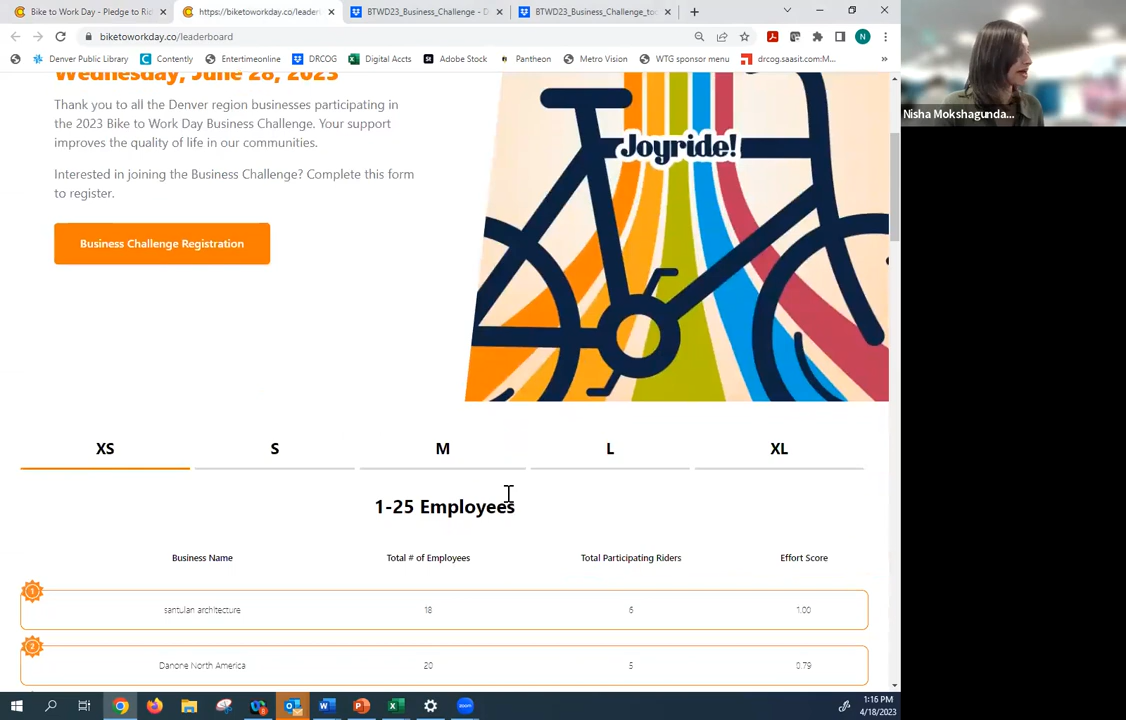 Bike to Work Day - Pledge to Ri
https://biketoworkday.co/leader
BTWD23_Business_Challenge - D
BTWD23_Business_Challenge_too
biketoworkday.co/leaderboard
N
Denver Public Library
Contently
Entertimeonline
DRCOG
Digital Accts
Adobe Stock
Pantheon
Metro Vision
WTG sponsor menu
drcog.saasit.com:M...
»
Nisha Mokshagunda...
Wednesday, June 28, 2023
Thank you to all the Denver region businesses participating in
the 2023 Bike to Work Day Business Challenge. Your support
improves the quality of life in our communities.
Interested in joining the Business Challenge? Complete this form
to register.
Business Challenge Registration
Joyride!
XS S M L XL
1-25 Employees
Business Name Total # of Employees Total Participating Riders Effort Score
1
santulan architecture 18 6 1.00
2
Danone North America 20 5 0.79
1:16 PM
4/18/2023